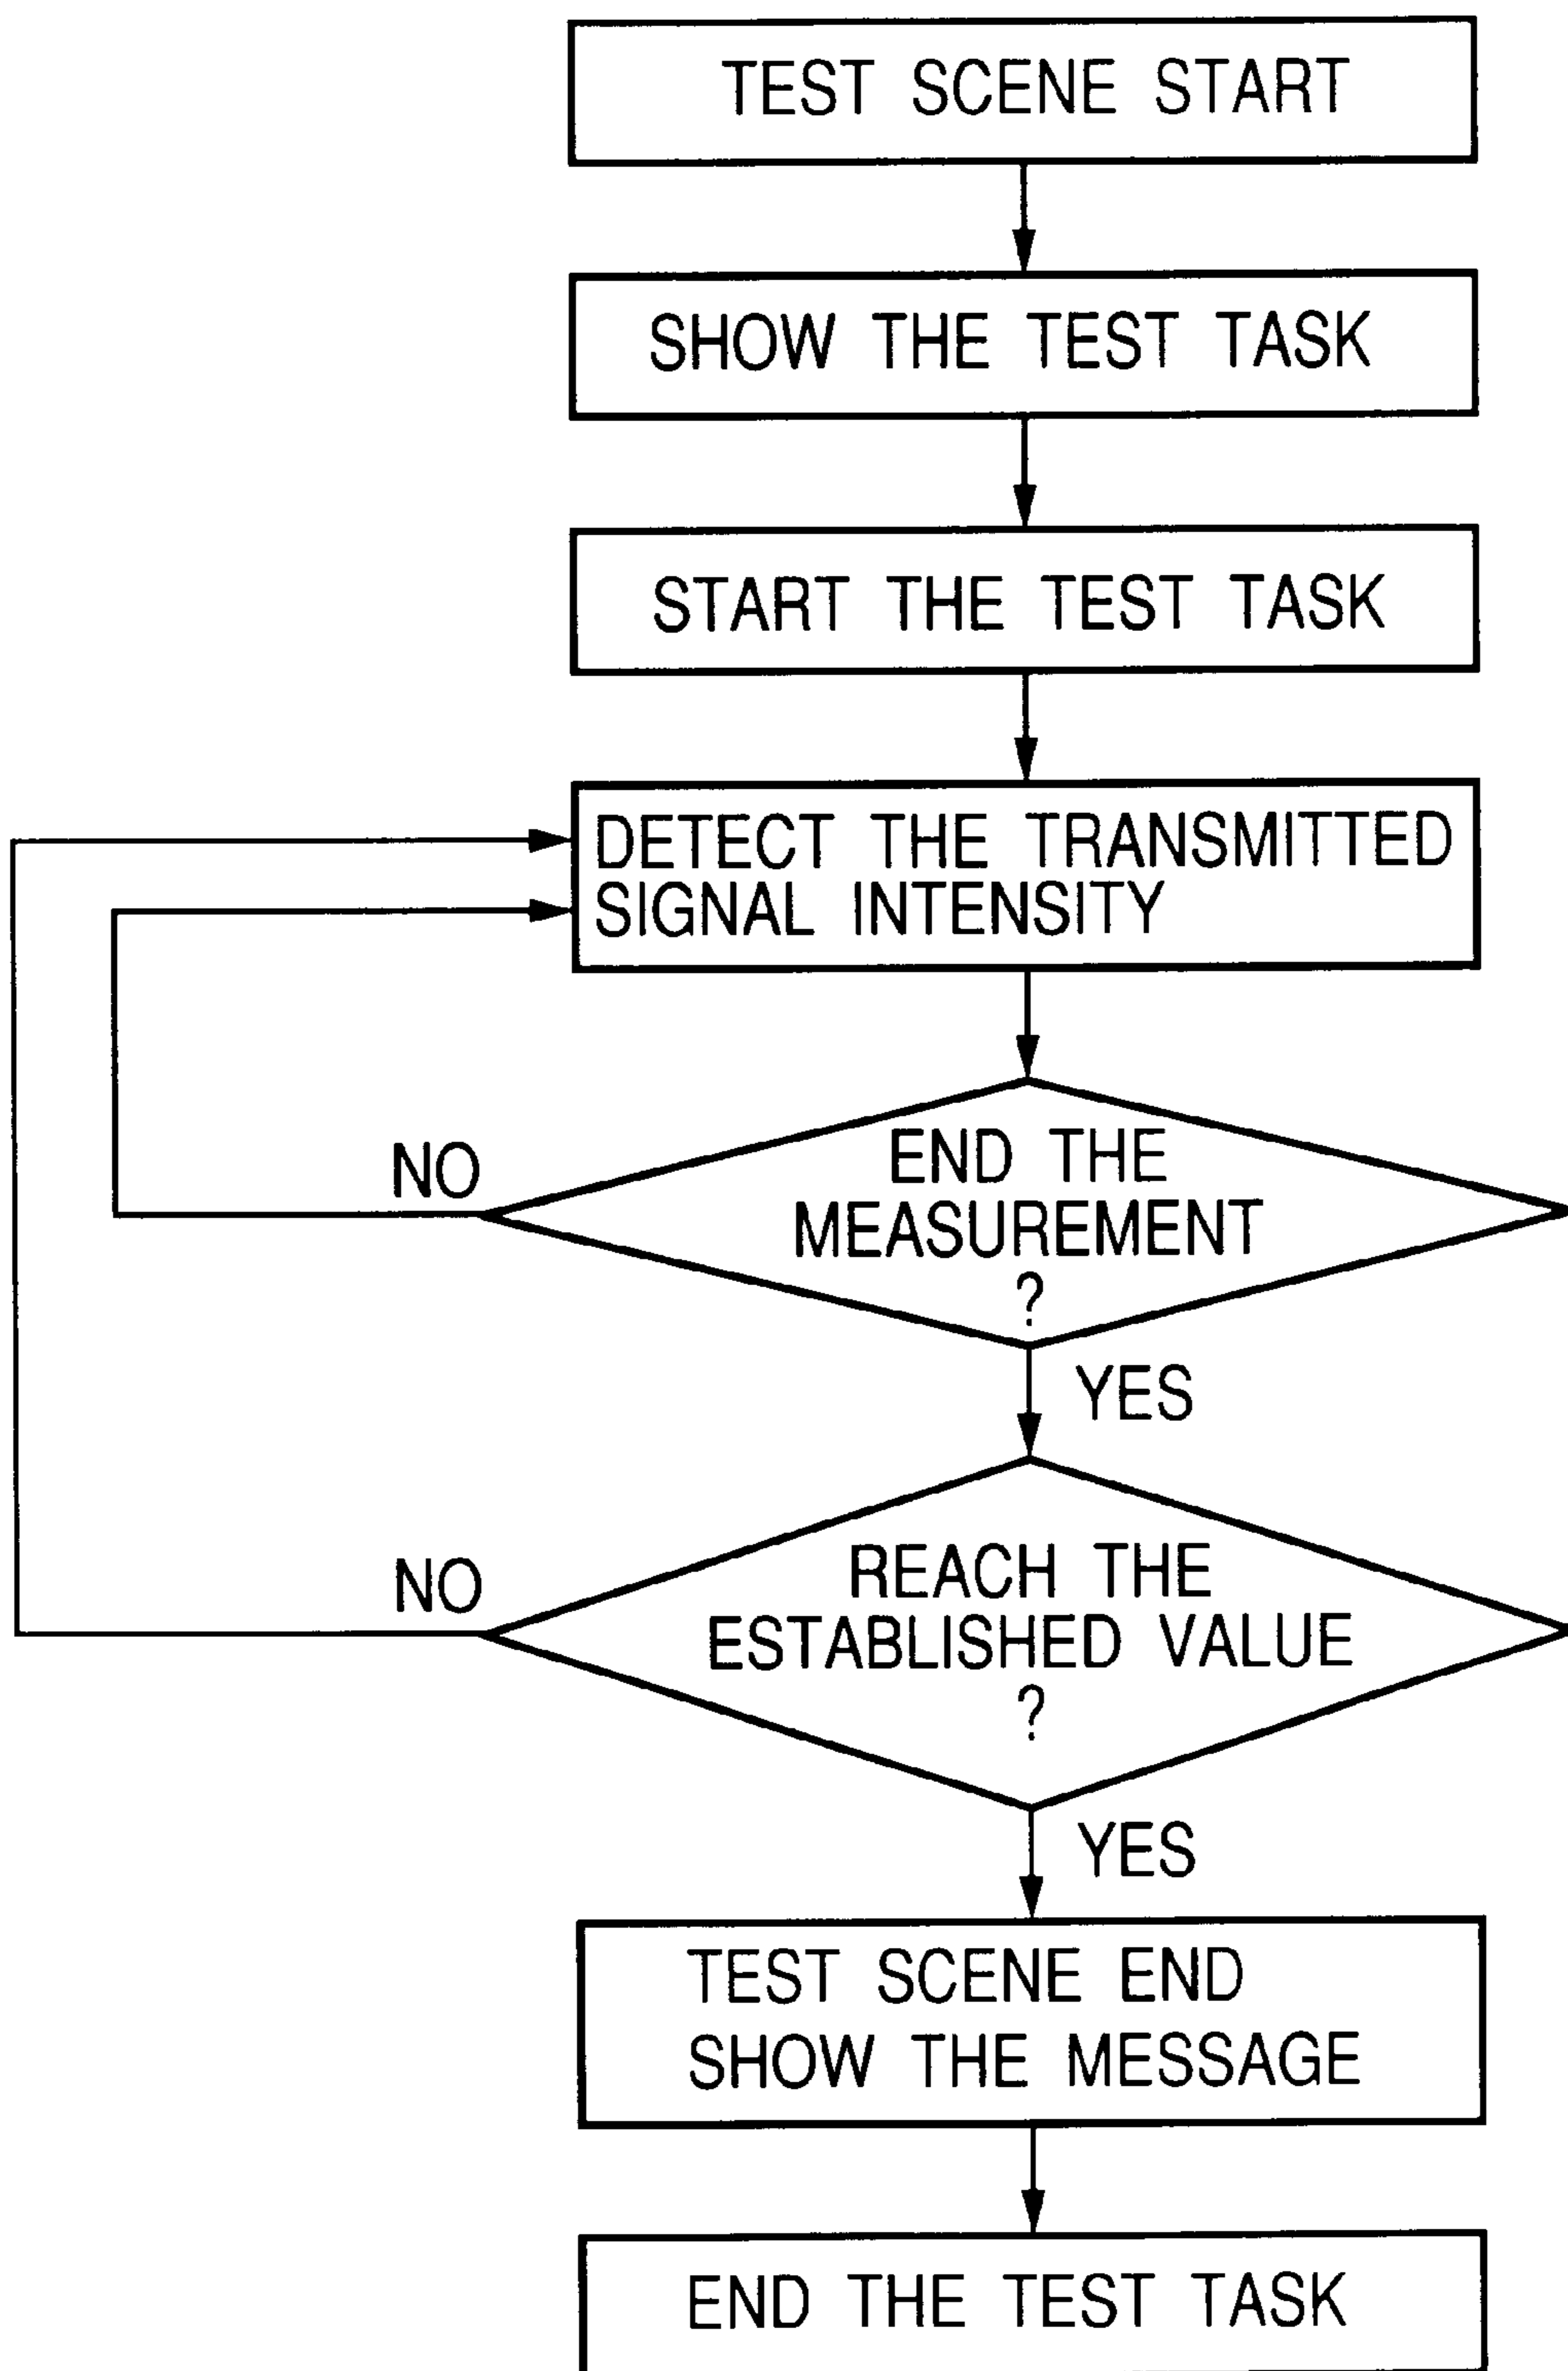 TEST SCENE START
SHOW THE TEST TASK
START THE TEST TASK
DETECT THE TRANSMITTED
SIGNAL INTENSITY
END THE
MEASUREMENT
?
NO
YES
REACH THE
ESTABLISHED VALUE
?
NO
YES
TEST SCENE END
SHOW THE MESSAGE
END THE TEST TASK